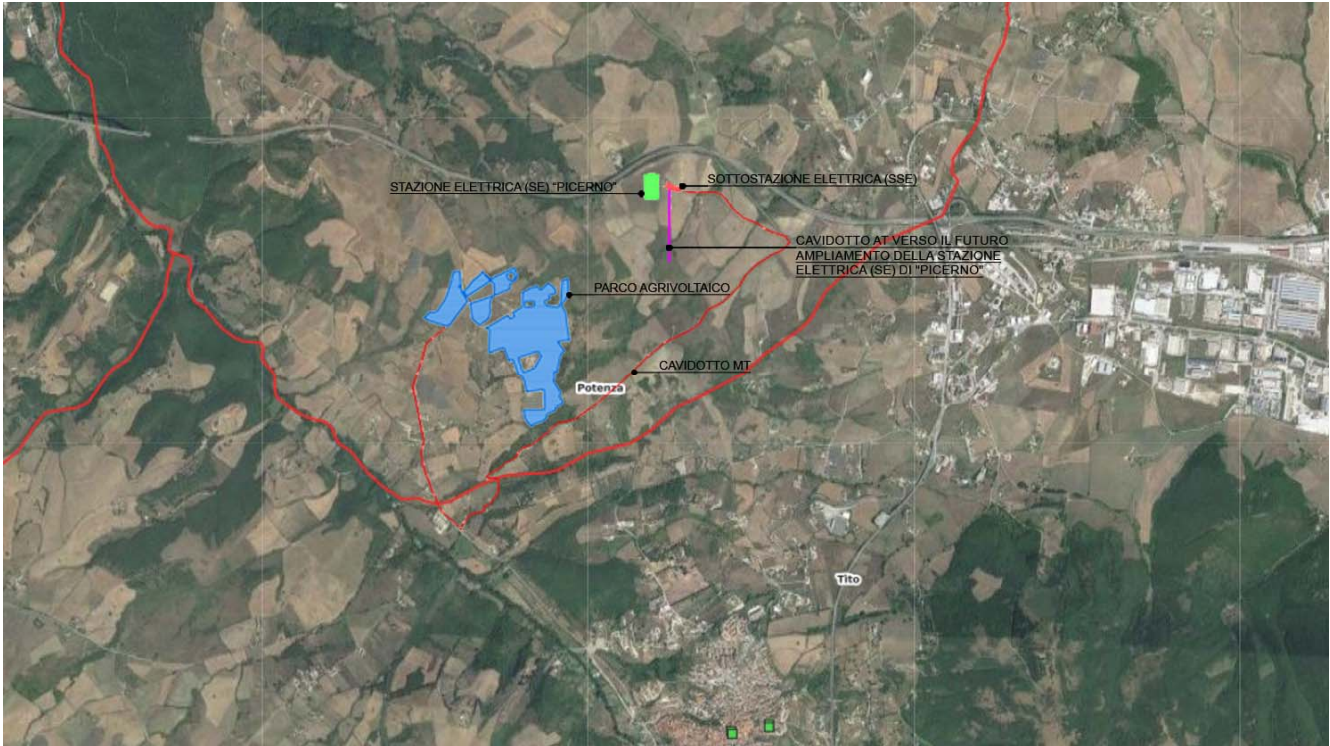 SOTTOSTAZIONE ELETTRICA (SSE)
STAZIONE ELETTRICA (SE) "PICERNO"
CAVIDOTTO AT VERSO IL FUTURO
AMPLIAMENTO DELLA STAZIONE
ELETTRICA (SE) DI "PICERNO"
PARCO AGRIVOLTAICO
CAVIDOTTO MT
Potenza
Tito